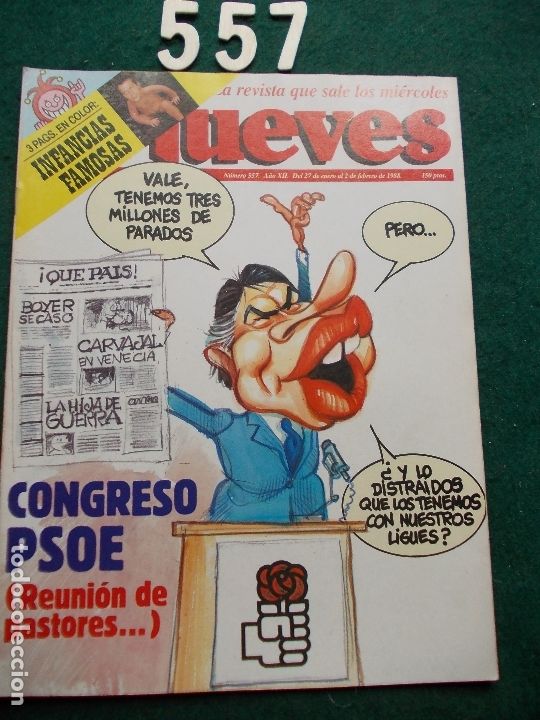 557
a revista que sale los miércoles
jueves
3 PAGS. EN COLOR:
INFANCIAS
FAMOSAS
Número 557. Año XII. Del 27 de enero al 2 de febrero de 1988. 150 ptas.
VALE,
TENEMOS TRES
MILLONES DE
PARADOS
PERO...
¡QUE PAIS!
BOYER
SE CASO
CARVAJAL
EN VENECIA
LA HIJA DE
GUERRA
¿Y LO
DISTRAIDOS
QUE LOS TENEMOS
CON NUESTROS
LIGUES?
CONGRESO
PSOE
(Reunión de
pastores...)
todocoleccion.net